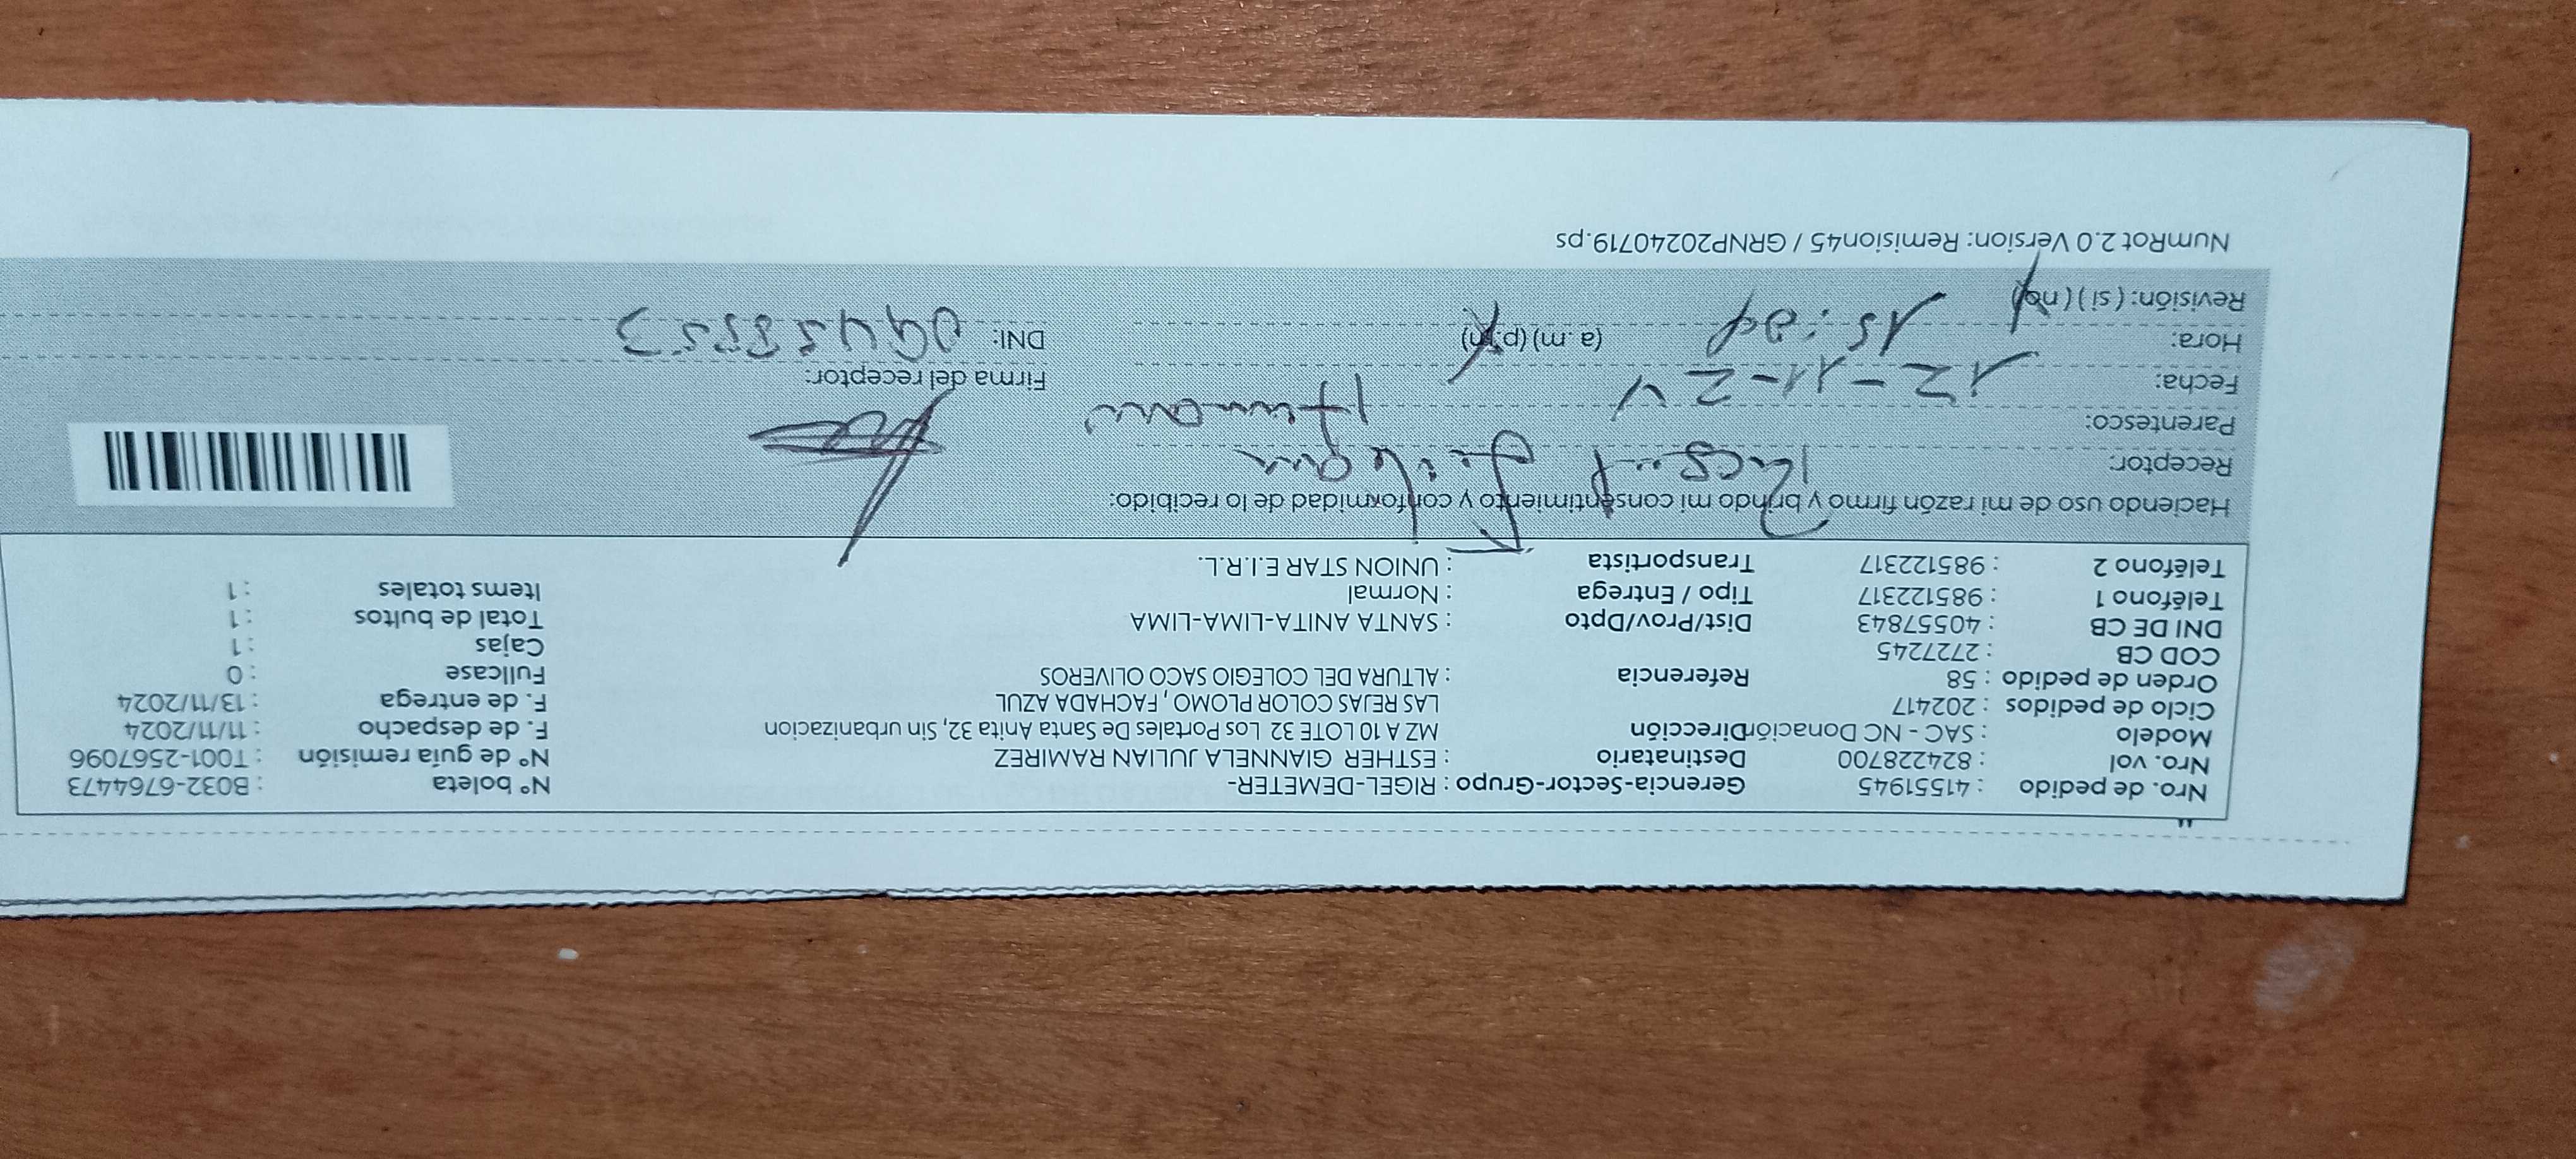 Nro. de pedido : 41551945 Gerencia-Sector-Grupo : RIGEL-DEMETER- N° boleta : B032-6764473
Nro. vol : 824228700 Destinatario : ESTHER GIANNELA JULIAN RAMIREZ N° de guía remisión : T001-2567096
Modelo : SAC - NC Donación Dirección MZ A 10 LOTE 32 Los Portales De Santa Anita 32, Sin urbanizacion F. de despacho : 11/11/2024
Ciclo de pedidos : 202417 LAS REJAS COLOR PLOMO , FACHADA AZUL F. de entrega : 13/11/2024
Orden de pedido : 58 Referencia : ALTURA DEL COLEGIO SACO OLIVEROS Fullcase : 0
COD CB : 2727245 Cajas : 1
DNI DE CB : 40557843 Dist/Prov/Dpto : SANTA ANITA-LIMA-LIMA Total de bultos : 1
Teléfono 1 : 985122317 Tipo / Entrega : Normal Items totales : 1
Teléfono 2 : 985122317 Transportista : UNION STAR E.I.R.L.
Haciendo uso de mi razón firmo y brindo mi consentimiento y conformidad de lo recibido:
Receptor:
Parentesco:
Fecha: 12-11-24 Firma del receptor:
Hora: (a.m) (p.m) DNI:
Revisión: (si) (no)
NumRot 2.0 Version: Remision45 / GRNP20240719.ps